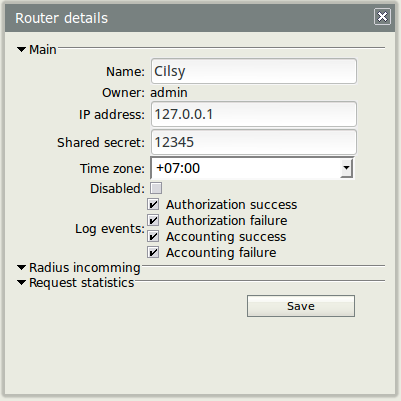 Router details
Main
Name: Cilsy
Owner: admin
IP address: 127.0.0.1
Shared secret: 12345
Time zone: +07:00
Disabled:
Log events:
Authorization success
Authorization failure
Accounting success
Accounting failure
Radius incomming
Request statistics
Save